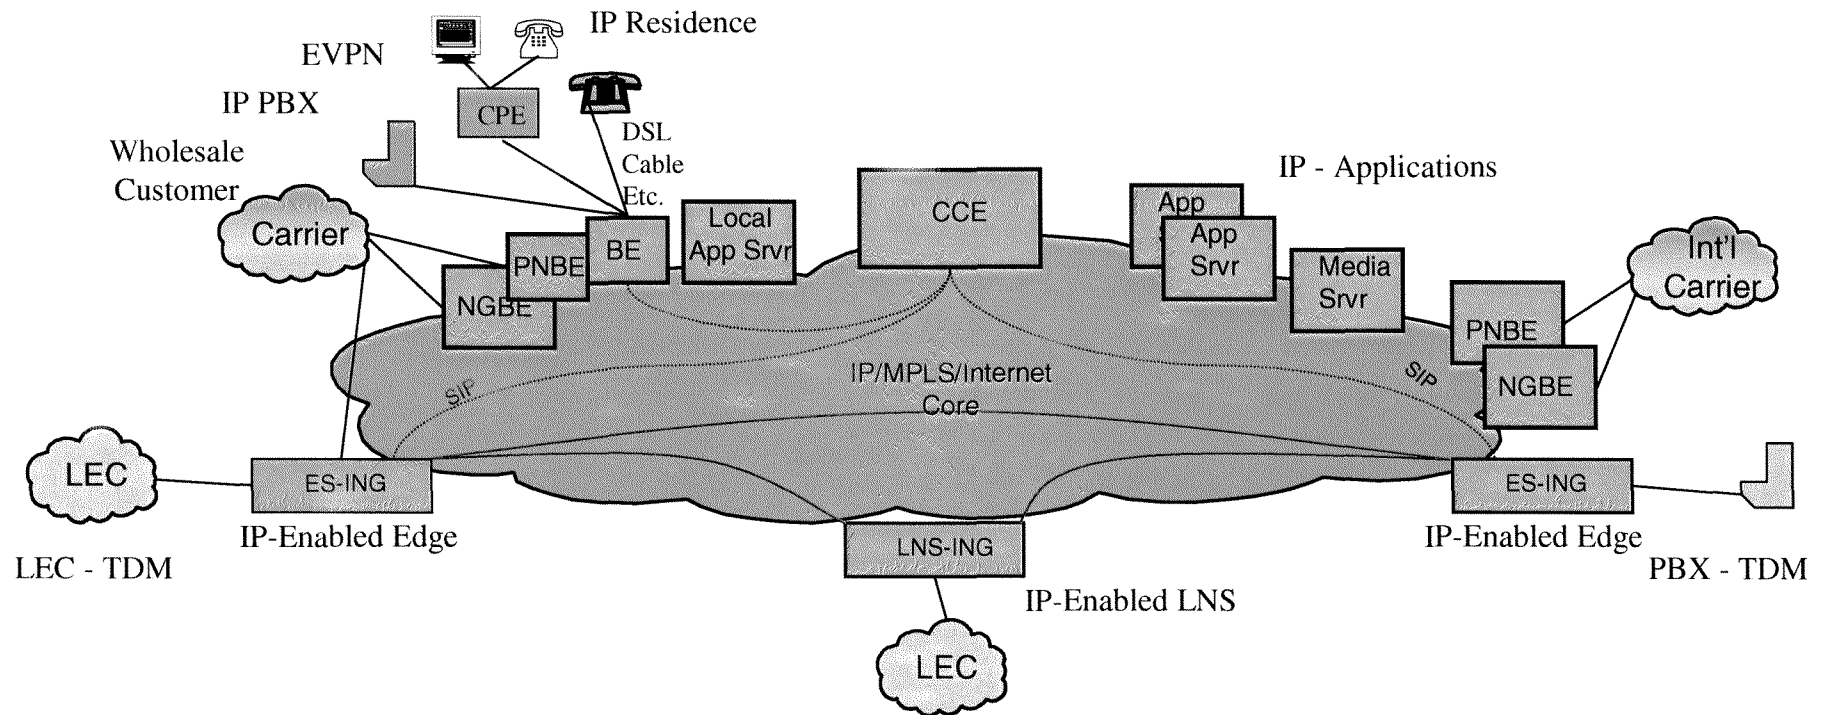 IP Residence
EVPN
IP PBX
CPE
DSL
Cable
Etc.
Wholesale
Customer
Carrier
NGBE
PNBE
BE
Local
App Srvr
CCE
IP - Applications
App
App
Srvr
Media
Srvr
PNBE
NGBE
Int'l
Carrier
SIP
SIP
IP/MPLS/Internet
Core
LEC
ES-ING
IP-Enabled Edge
LEC - TDM
LNS-ING
IP-Enabled LNS
LEC
ES-ING
IP-Enabled Edge
PBX - TDM